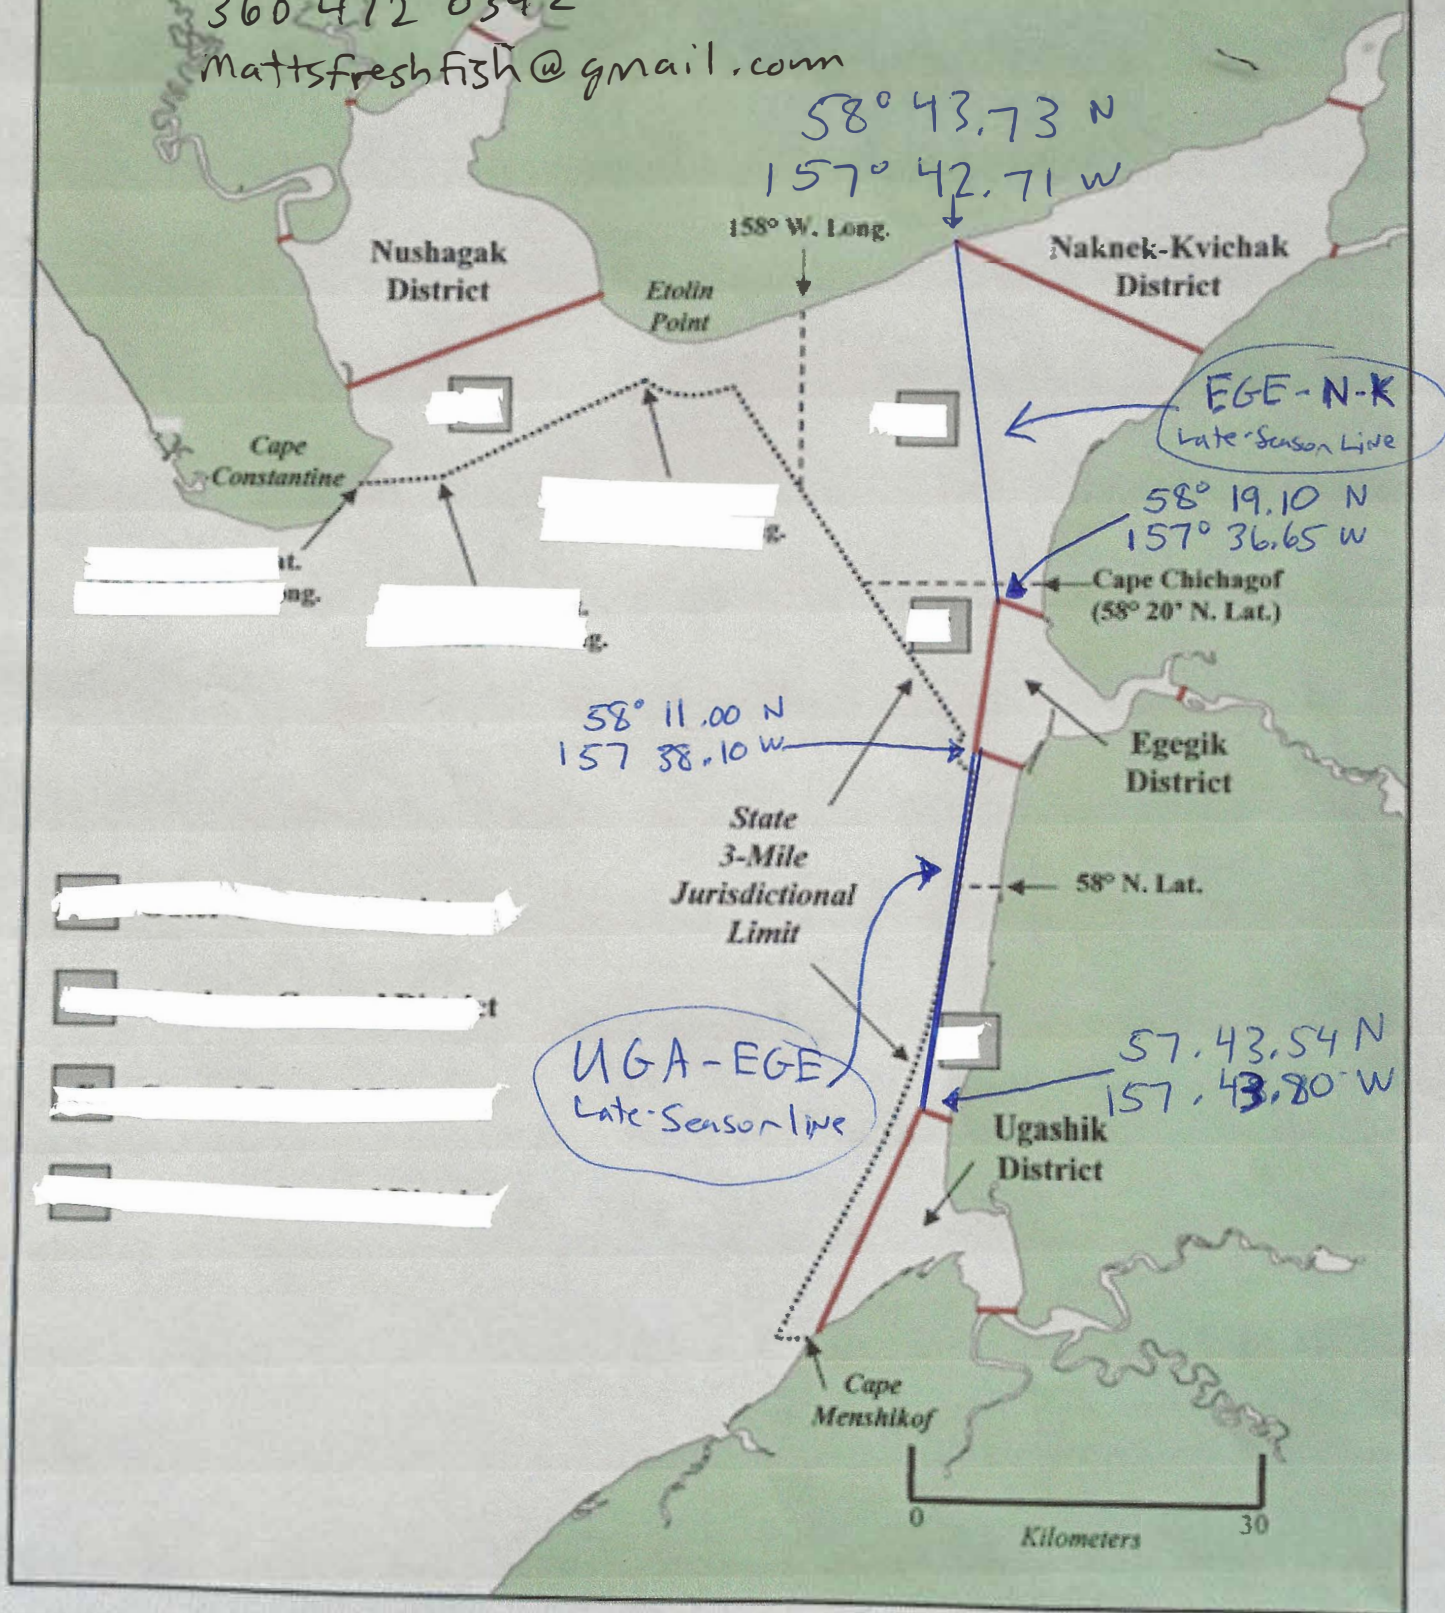 mattsfreshfish@gmail.com
58° 43.73 N
157° 42.71 W
158° W. Long.
Nushagak
District
Naknek-Kvichak
District
Etolin
Point
EGE-N-K
Late-Season Line
Cape
Constantine
58° 19.10 N
157° 36.65 W
g.
at.
ong.
t.
g.
Cape Chichagof
(58° 20' N. Lat.)
58° 11.00 N
157 38.10 W
Egegik
District
State
3-Mile
Jurisdictional
Limit
58° N. Lat.
ct
UGA-EGE
Late-Season line
57. 43.54 N
157. 43.80 W
Ugashik
District
Cape
Menshikof
0 30
Kilometers